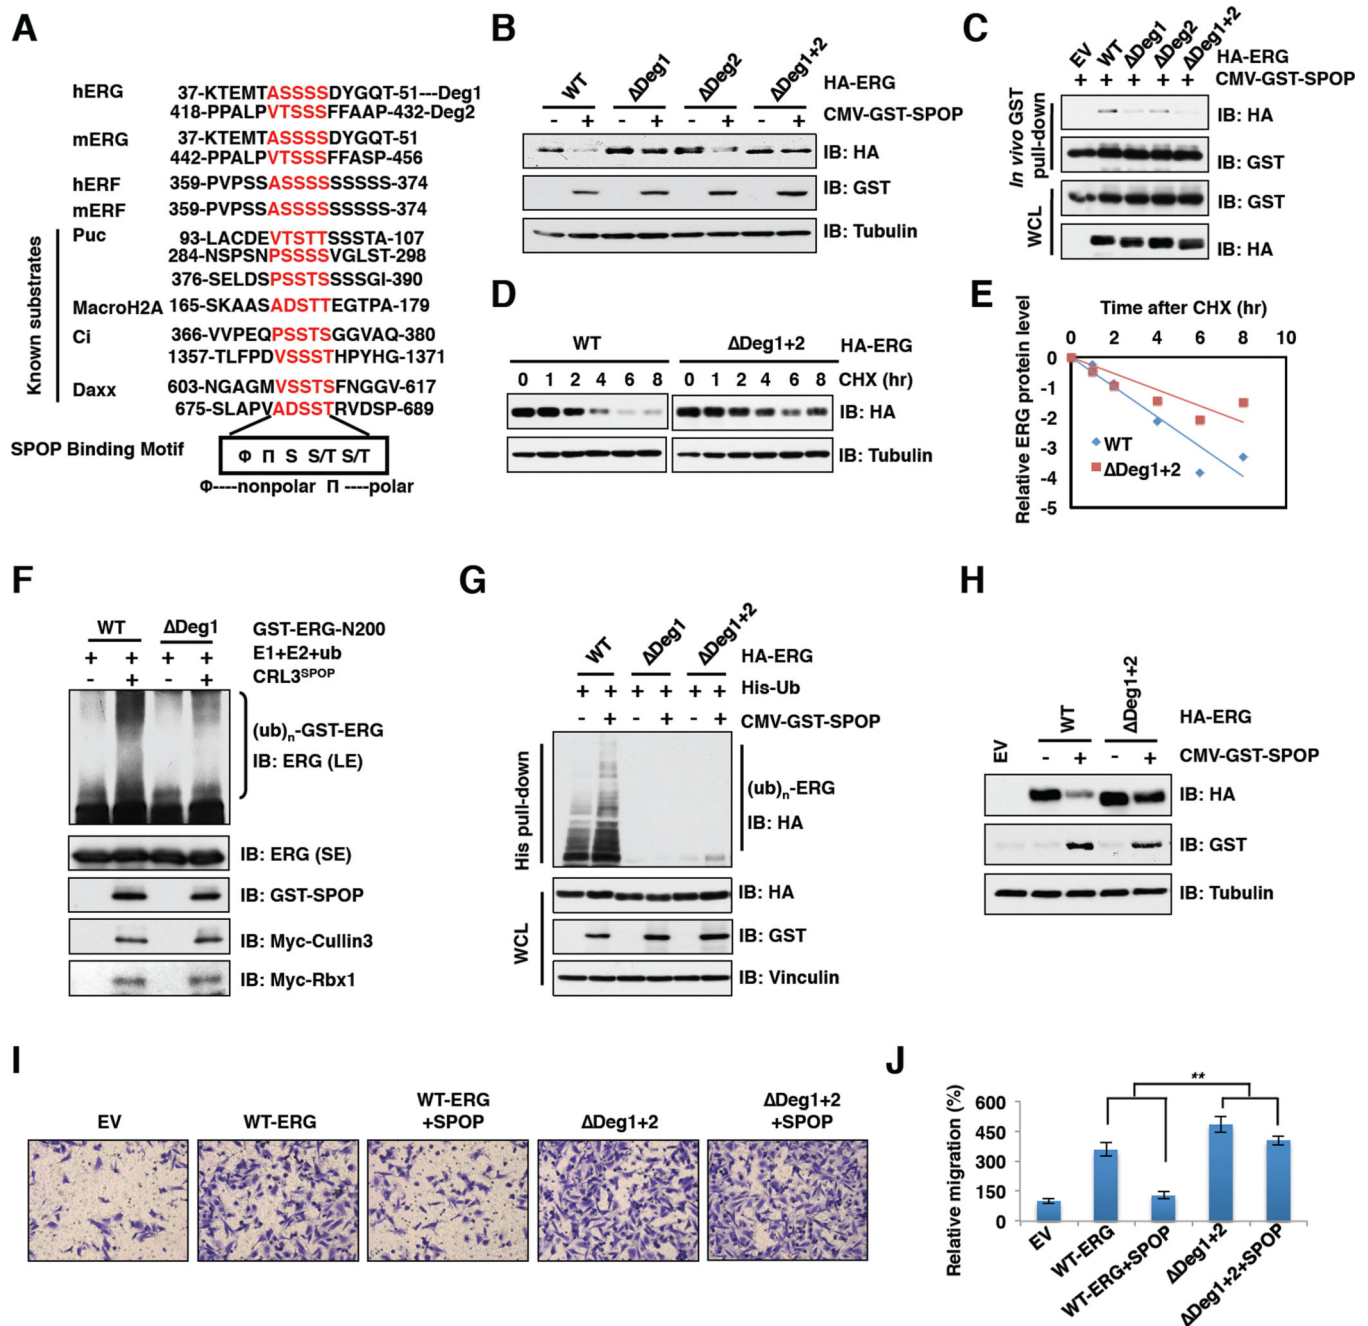 A
hERG
37-KTEMTASSSSDYGQT-51---Deg1
418-PPALPVTSSSFFAAP-432-Deg2
mERG
37-KTEMTASSSSDYGQT-51
442-PPALPVTSSSFFASP-456
hERF
359-PVPSSASSSSSSSSS-374
mERF
359-PVPSSASSSSSSSSS-374
Known substrates
Puc
93-LACDEVTSTTSSSTA-107
284-NSPSNPSSSSVGLST-298
376-SELDSPSSTSSSSGI-390
MacroH2A
165-SKAASADSTTEGTPA-179
Ci
366-VVPEQPSSTSGGVAQ-380
1357-TLFPDVSSSTHPYHG-1371
Daxx
603-NGAGMVSSTSFNGGV-617
675-SLAPVADSSTRVDSP-689
SPOP Binding Motif
Φ Π S S/T S/T
Φ----nonpolar Π ----polar
B
WT ΔDeg1 ΔDeg2 ΔDeg1+2 HA-ERG
- + - + - + - + CMV-GST-SPOP
IB: HA
IB: GST
IB: Tubulin
C
EV WT ΔDeg1 ΔDeg2 ΔDeg1+2 HA-ERG
+ + + + + CMV-GST-SPOP
In vivo GST
pull-down
IB: HA
IB: GST
WCL
IB: GST
IB: HA
D
WT ΔDeg1+2 HA-ERG
0 1 2 4 6 8 0 1 2 4 6 8 CHX (hr)
IB: HA
IB: Tubulin
E
Time after CHX (hr)
0 2 4 6 8 10
Relative ERG protein level
0
-1
-2
-3
-4
-5
WT
ΔDeg1+2
F
WT ΔDeg1 GST-ERG-N200
+ + + + E1+E2+ub
- + - + CRL3SPOP
(ub)n-GST-ERG
IB: ERG (LE)
IB: ERG (SE)
IB: GST-SPOP
IB: Myc-Cullin3
IB: Myc-Rbx1
G
WT ΔDeg1 ΔDeg1+2 HA-ERG
+ + + + + + His-Ub
- + - + - + CMV-GST-SPOP
His pull-down
(ub)n-ERG
IB: HA
WCL
IB: HA
IB: GST
IB: Vinculin
H
EV WT ΔDeg1+2 HA-ERG
- + - + CMV-GST-SPOP
IB: HA
IB: GST
IB: Tubulin
I
EV
WT-ERG
WT-ERG
+SPOP
ΔDeg1+2
ΔDeg1+2
+SPOP
J
**
Relative migration (%)
600
450
300
150
0
EV WT-ERG WT-ERG+SPOP ΔDeg1+2 ΔDeg1+2+SPOP